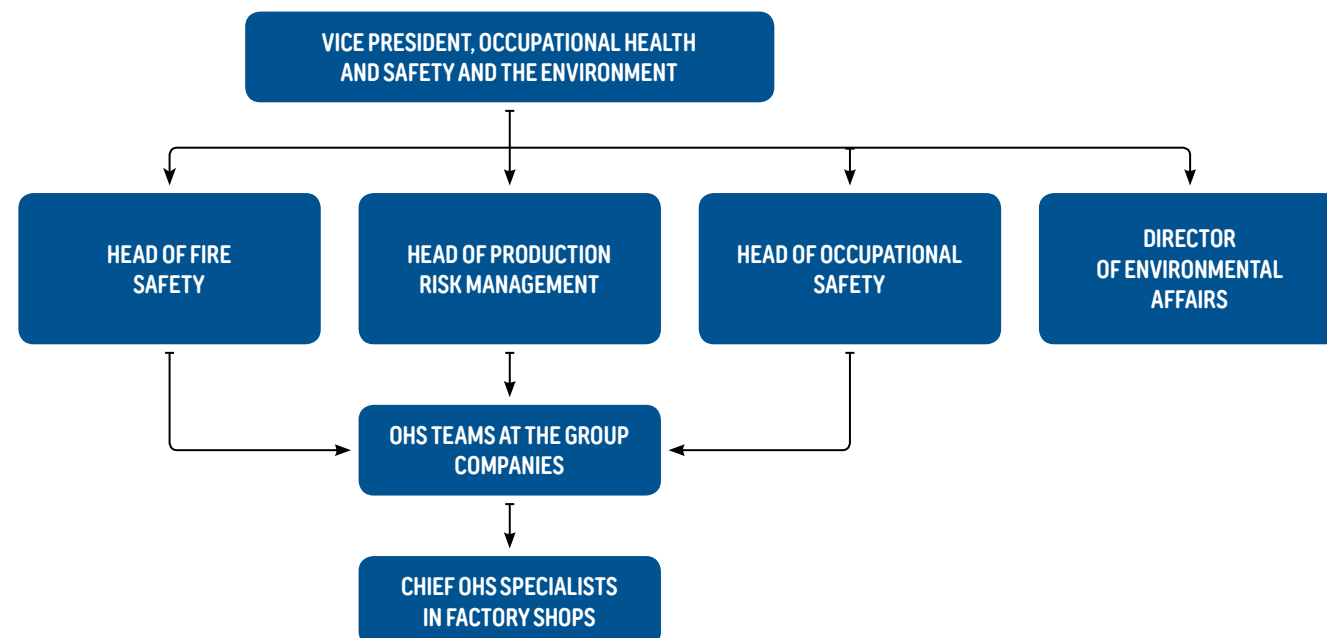 VICE PRESIDENT, OCCUPATIONAL HEALTH
AND SAFETY AND THE ENVIRONMENT
HEAD OF FIRE
SAFETY
HEAD OF PRODUCTION
RISK MANAGEMENT
HEAD OF OCCUPATIONAL
SAFETY
DIRECTOR
OF ENVIRONMENTAL
AFFAIRS
OHS TEAMS AT THE GROUP
COMPANIES
CHIEF OHS SPECIALISTS
IN FACTORY SHOPS